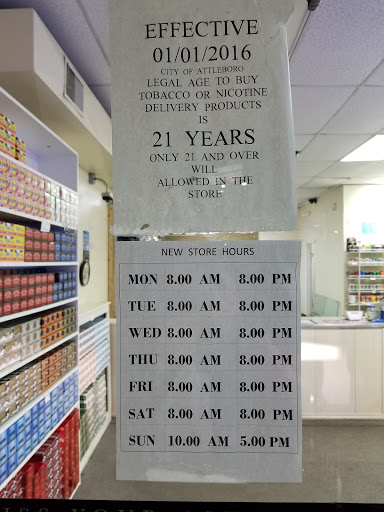 EFFECTIVE
01/01/2016
CITY OF ATTLEBORO
LEGAL AGE TO BUY
TOBACCO OR NICOTINE
DELIVERY PRODUCTS
IS
21 YEARS
ONLY 21 AND OVER
WILL
ALLOWED IN THE
STORE
NEW STORE HOURS
MON 8.00 AM 8.00 PM
TUE 8.00 AM 8.00 PM
WED 8.00 AM 8.00 PM
THU 8.00 AM 8.00 PM
FRI 8.00 AM 8.00 PM
SAT 8.00 AM 8.00 PM
SUN 10.00 AM 5.00 PM